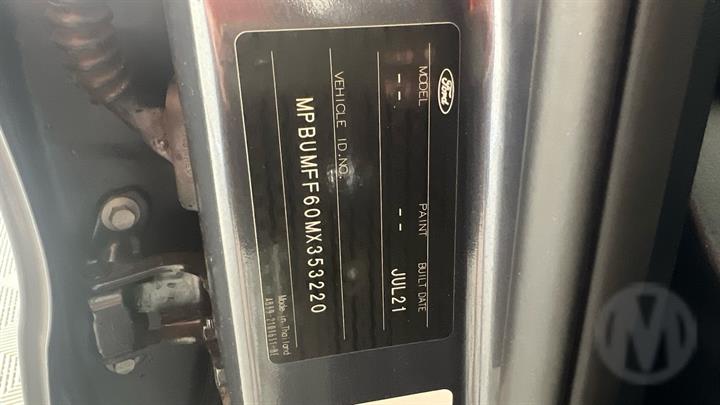 Ford
MODEL PAINT BUILT DATE
-- -- JUL21
VEHICLE ID.NO.
MPBUMFF60MX353220
Made in Thailand
M